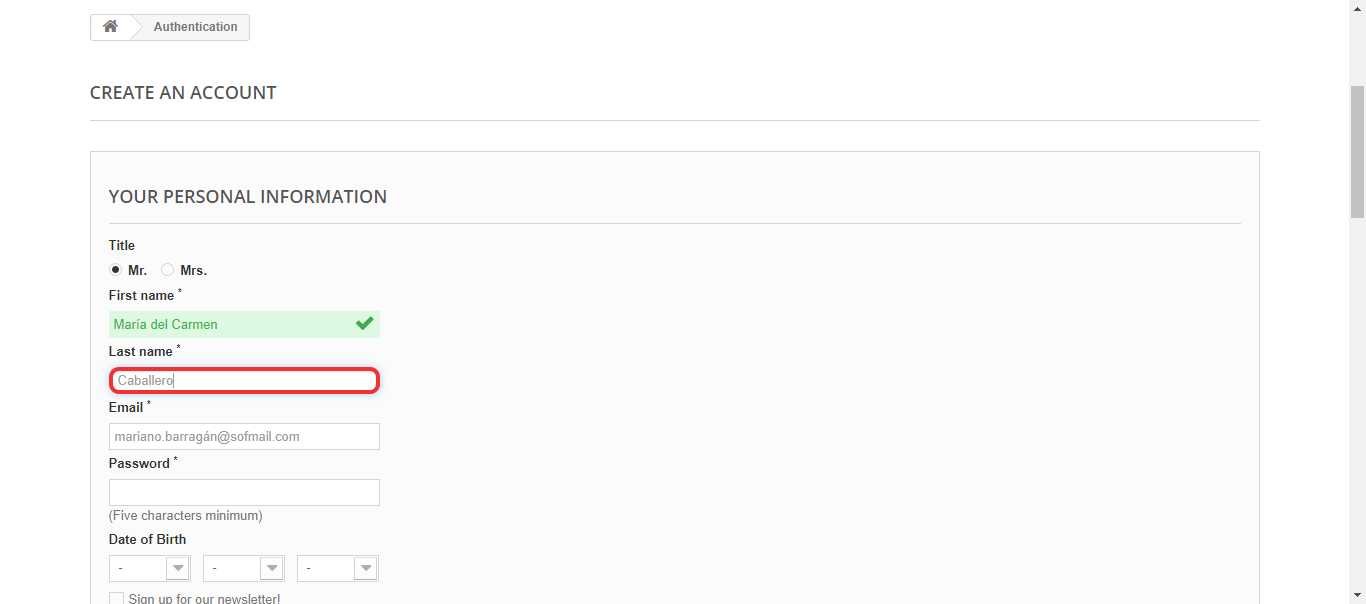 Authentication
CREATE AN ACCOUNT
YOUR PERSONAL INFORMATION
Title
Mr. Mrs.
First name *
María del Carmen
Last name *
Caballero
Email *
mariano.barragán@sofmail.com
Password *
(Five characters minimum)
Date of Birth
- - -
Sign up for our newsletter!